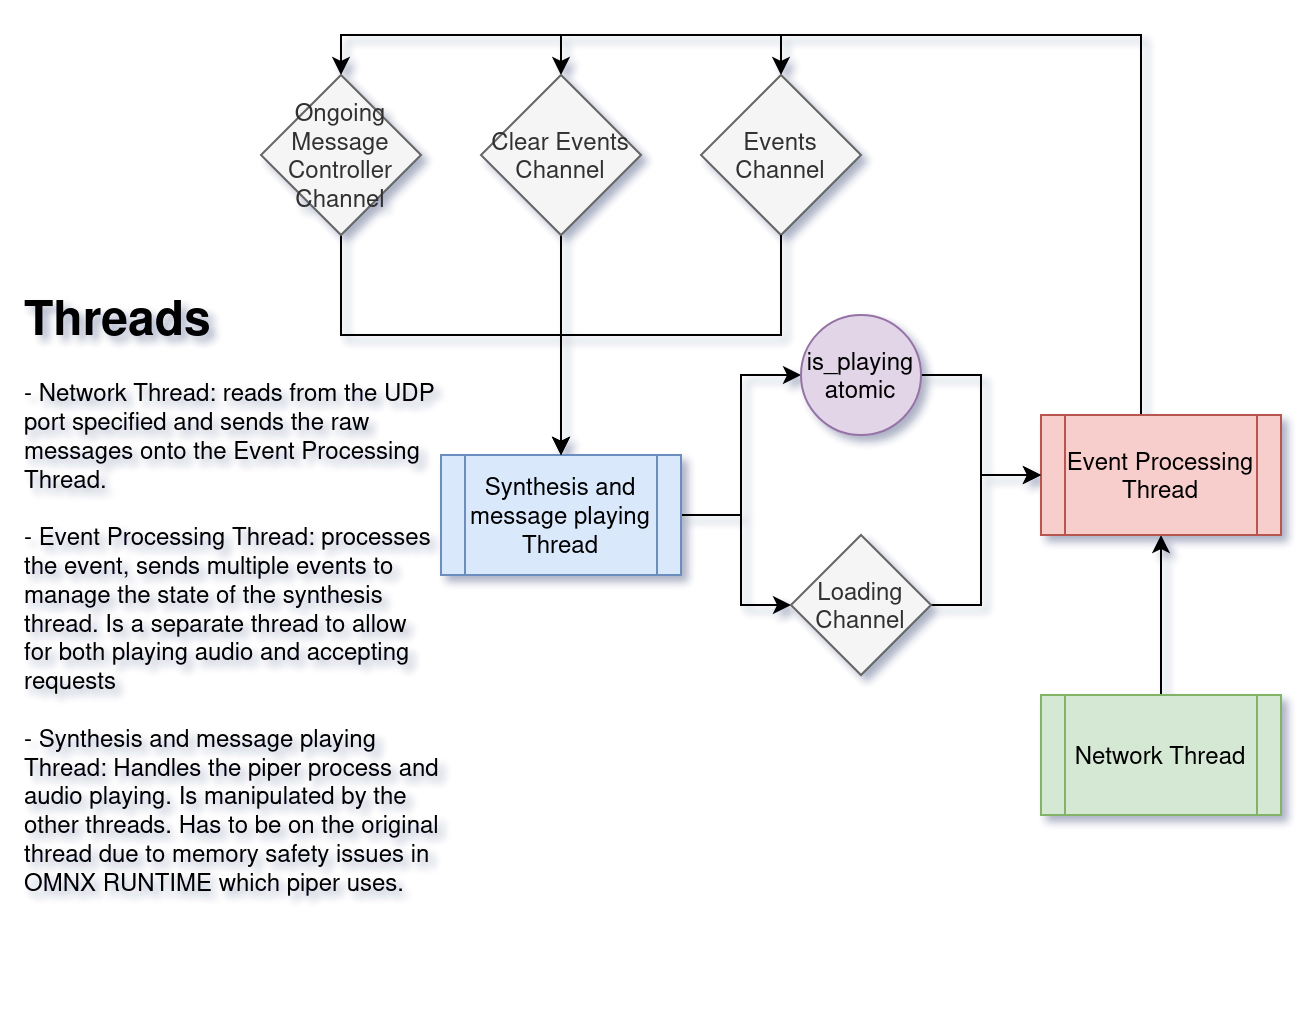 Ongoing
Message
Controller
Channel
Clear Events
Channel
Events
Channel
Threads
- Network Thread: reads from the UDP
port specified and sends the raw
messages onto the Event Processing
Thread.
- Event Processing Thread: processes
the event, sends multiple events to
manage the state of the synthesis
thread. Is a separate thread to allow
for both playing audio and accepting
requests
- Synthesis and message playing
Thread: Handles the piper process and
audio playing. Is manipulated by the
other threads. Has to be on the original
thread due to memory safety issues in
OMNX RUNTIME which piper uses.
Synthesis and
message playing
Thread
is_playing
atomic
Loading
Channel
Event Processing
Thread
Network Thread